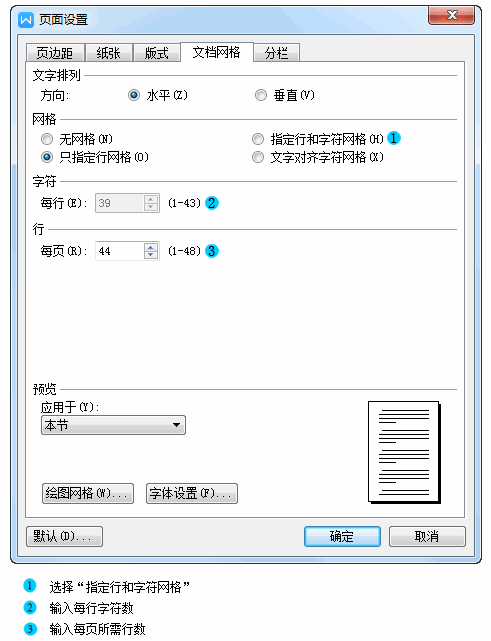 页面设置
页边距 纸张 版式 文档网格 分栏
文字排列
方向: 水平(Z) 垂直(V)
网格
无网格(N) 指定行和字符网格(H) 1
只指定行网格(O) 文字对齐字符网格(X)
字符
每行(E): 39 (1-43) 2
行
每页(R): 44 (1-48) 3
预览
应用于(Y):
本节
绘图网格(W)... 字体设置(F)...
默认(D)... 确定 取消
1 选择“指定行和字符网格”
2 输入每行字符数
3 输入每页所需行数